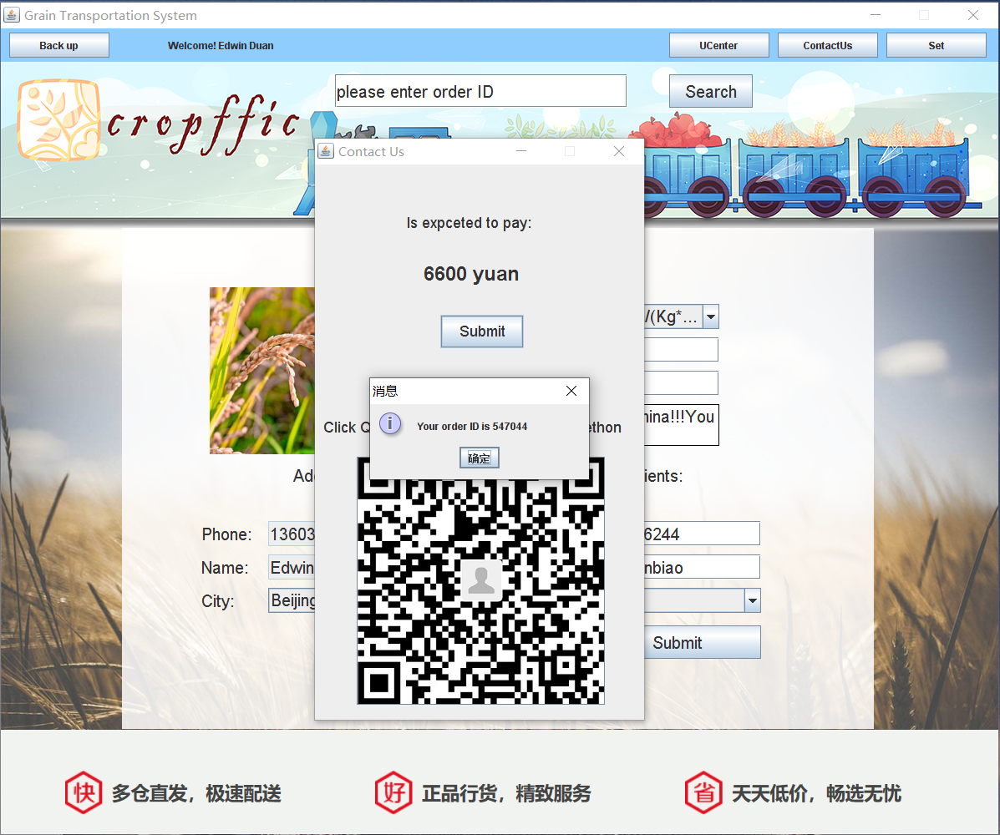 Grain Transportation System
Back up
Welcome! Edwin Duan
UCenter
ContactUs
Set
please enter order ID
Search
cropffic
Contact Us
Is expceted to pay:
6600 yuan
Submit
/(Kg*...
消息
Your order ID is 547044
确定
Click
ethon
hina!!!You
Ad
ients:
Phone:
13603
6244
Name:
Edwin
nbiao
City:
Beijing
Submit
快 多仓直发，极速配送
好 正品行货，精致服务
省 天天低价，畅选无忧